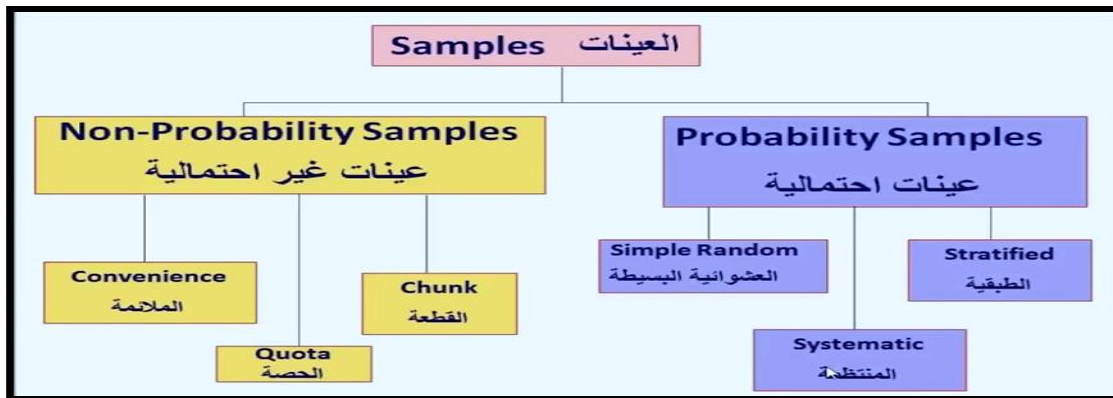 Samples العينات
Non-Probability Samples
عينات غير احتمالية
Probability Samples
عينات احتمالية
Convenience
الملائمة
Quota
الحصة
Chunk
القطعة
Simple Random
العشوائية البسيطة
Systematic
المنتظمة
Stratified
الطبقية